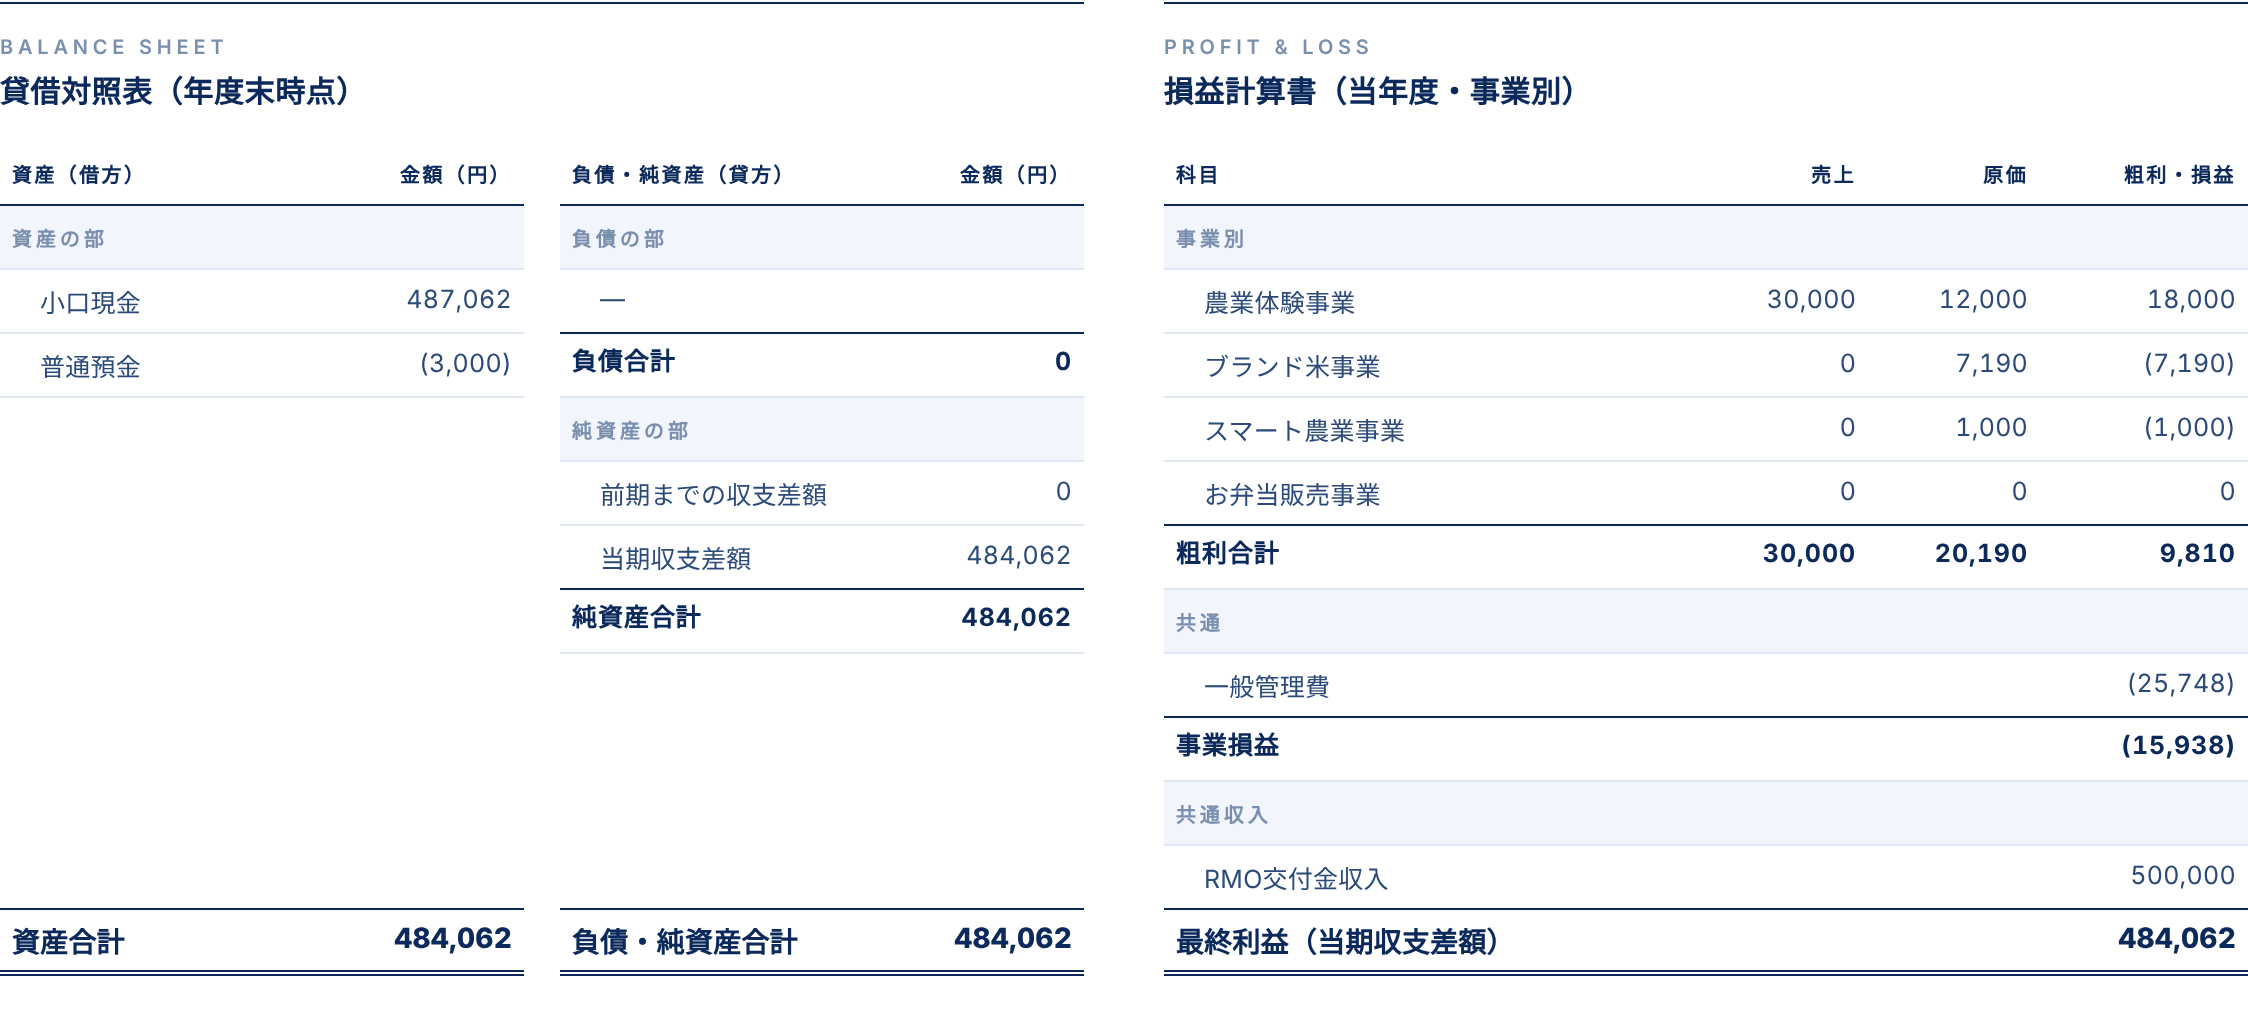 BALANCE SHEET
貸借対照表（年度末時点）
資産（借方） 金額（円）
資産の部
小口現金 487,062
普通預金 (3,000)
資産合計 484,062
負債・純資産（貸方） 金額（円）
負債の部
—
負債合計 0
純資産の部
前期までの収支差額 0
当期収支差額 484,062
純資産合計 484,062
負債・純資産合計 484,062
PROFIT & LOSS
損益計算書（当年度・事業別）
科目 売上 原価 粗利・損益
事業別
農業体験事業 30,000 12,000 18,000
ブランド米事業 0 7,190 (7,190)
スマート農業事業 0 1,000 (1,000)
お弁当販売事業 0 0 0
粗利合計 30,000 20,190 9,810
共通
一般管理費 (25,748)
事業損益 (15,938)
共通収入
RMO交付金収入 500,000
最終利益（当期収支差額） 484,062